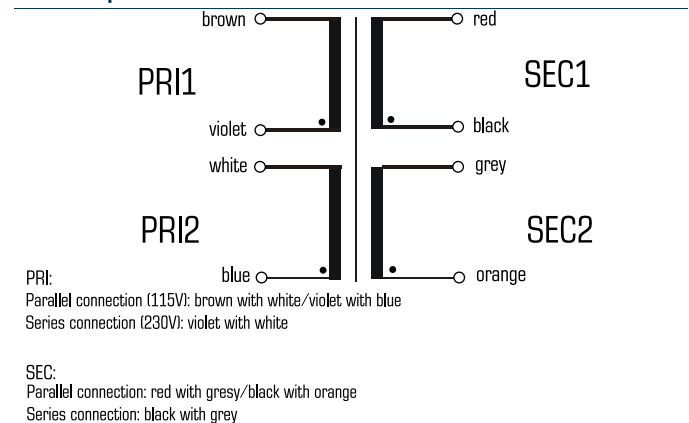 brown
red
PRI1
SEC1
violet
black
white
grey
PRI2
SEC2
blue
orange
PRI:
Parallel connection (115V): brown with white/violet with blue
Series connection (230V): violet with white
SEC:
Parallel connection: red with gresy/black with orange
Series connection: black with grey